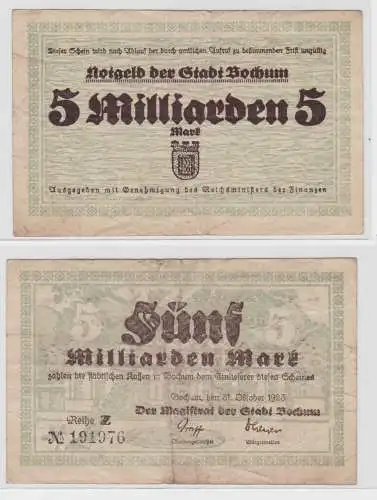 Dieser Schein wird nach Ablauf der durch amtlichen Aufruf zu bestimmenden Frist ungültig
Notgeld der Stadt Bochum
5 Milliarden 5
Mark
Ausgegeben mit Genehmigung des Reichsministers der Finanzen
5 5
Fünf
Milliarden Mark
zahlen die städtischen Kassen in Bochum dem Einlieferer dieses Scheines
Bochum, den 31. Oktober 1923
Der Magistrat der Stadt Bochum
Reihe Z
№ 191976
Bürgermeister